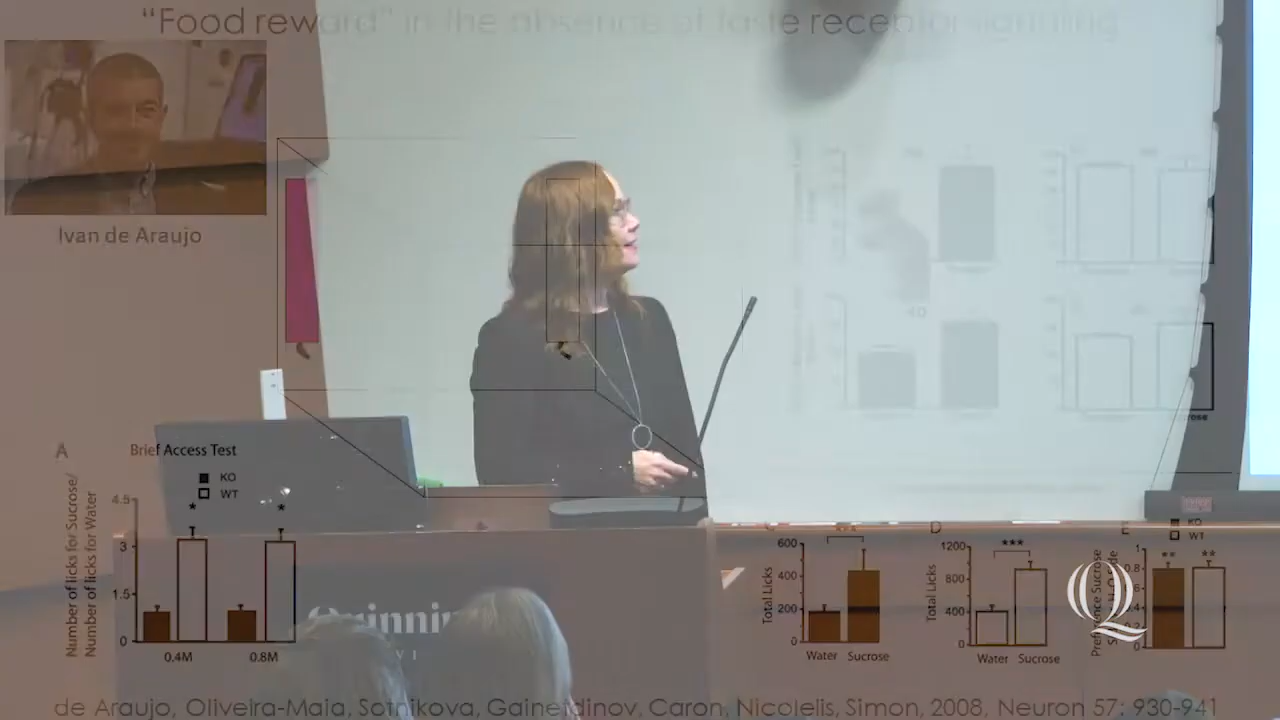 "Food reward" in the absence of taste receptor signaling
Ivan de Araujo
A
Brief Access Test
KO
WT
Number of licks for Sucrose/
Number of licks for Water
4.5
3
1.5
0
*
*
0.4M
0.8M
Total Licks
600
400
200
0
Water
Sucrose
D
Total Licks
1200
800
400
0
***
Water
Sucrose
E
KO
WT
1
0.8
0.6
0.4
0.2
0
**
**
Q
de Araujo, Oliveira-Maia, Sotnikova, Gainetdinov, Caron, Nicolelis, Simon, 2008, Neuron 57: 930-941